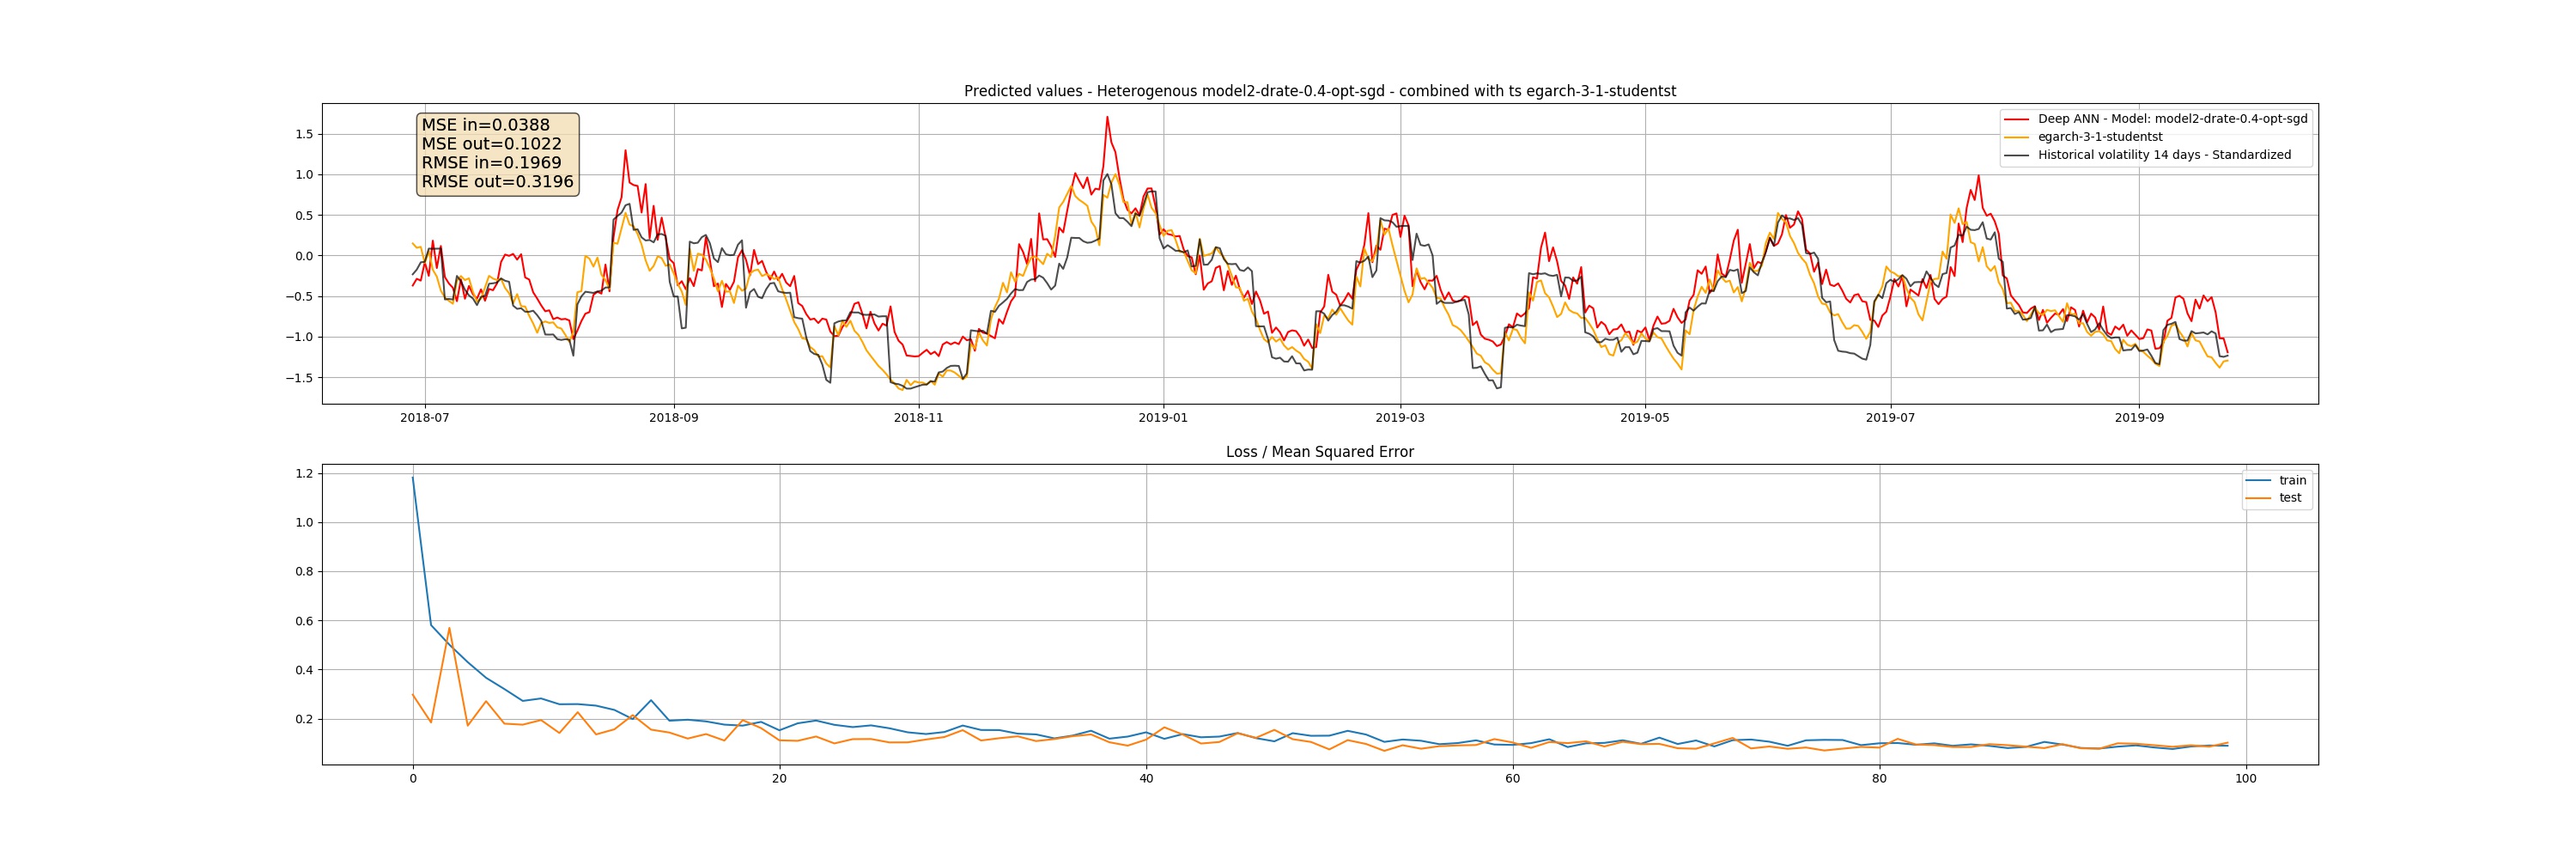 Predicted values - Heterogenous model2-drate-0.4-opt-sgd - combined with ts egarch-3-1-studentst
MSE in=0.0388
MSE out=0.1022
RMSE in=0.1969
RMSE out=0.3196
Deep ANN - Model: model2-drate-0.4-opt-sgd
egarch-3-1-studentst
Historical volatility 14 days - Standardized
1.5
1.0
0.5
0.0
−0.5
−1.0
−1.5
2018-07 2018-09 2018-11 2019-01 2019-03 2019-05 2019-07 2019-09
Loss / Mean Squared Error
train
test
1.2
1.0
0.8
0.6
0.4
0.2
0 20 40 60 80 100